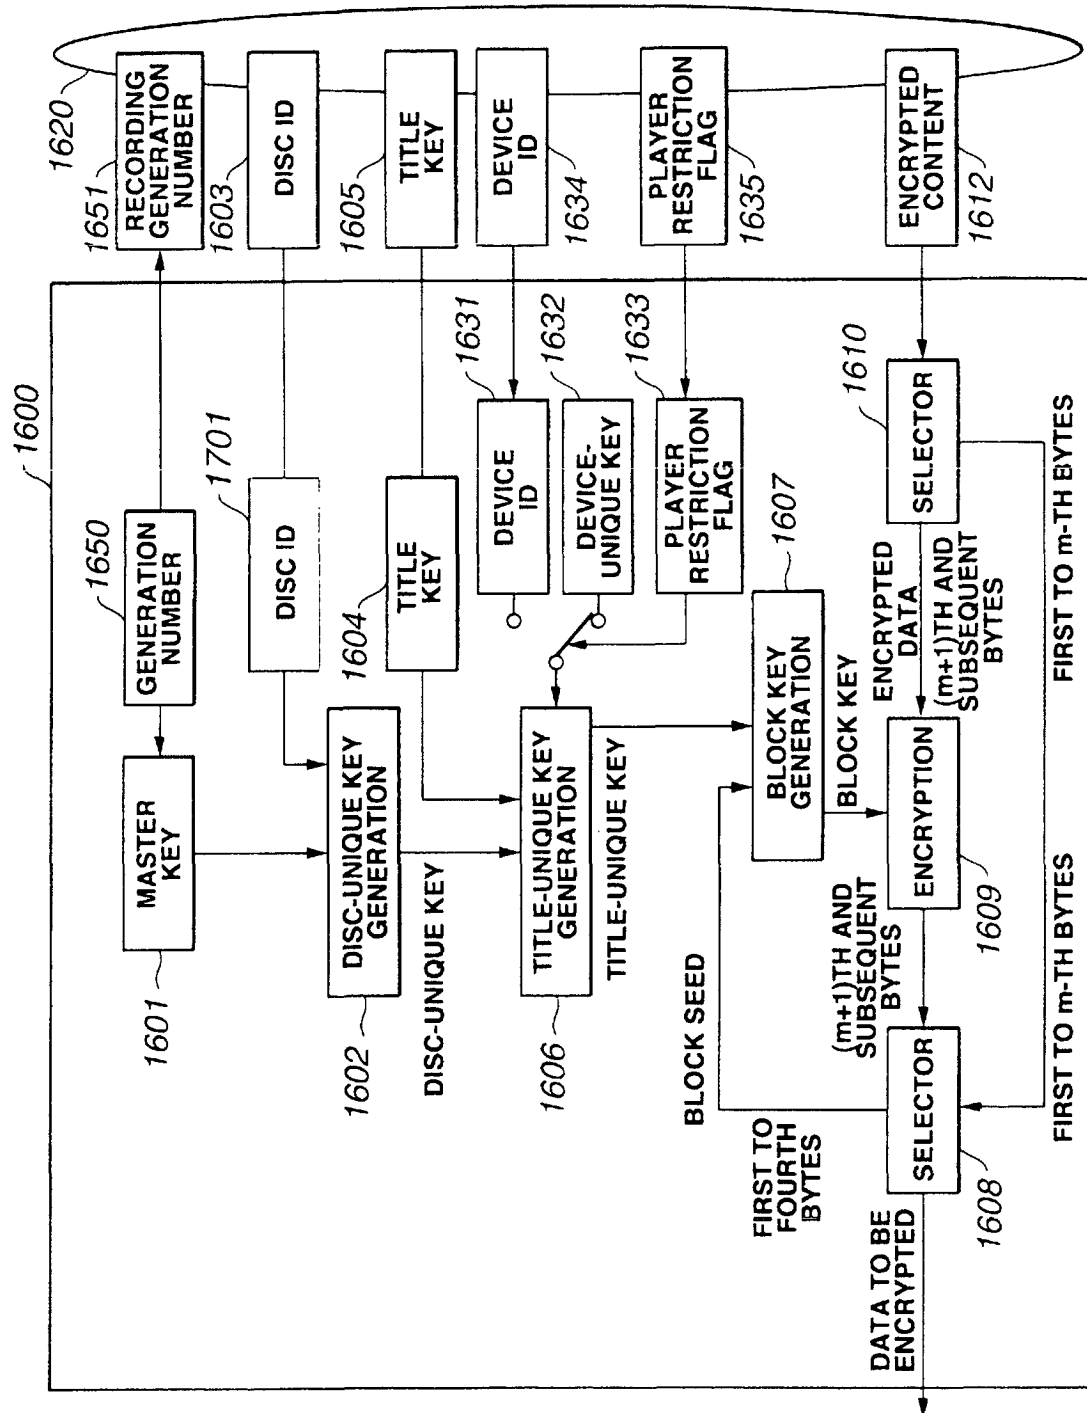 1620
1651
RECORDING
GENERATION
NUMBER
1603
DISC ID
1605
TITLE
KEY
DEVICE
ID
1634
PLAYER
RESTRICTION
FLAG
1635
ENCRYPTED
CONTENT
1612
1600
1650
GENERATION
NUMBER
1701
DISC ID
1604
TITLE
KEY
1631
DEVICE
ID
1632
DEVICE-
UNIQUE KEY
1633
PLAYER
RESTRICTION
FLAG
1610
SELECTOR
MASTER
KEY
1601
DISC-UNIQUE KEY
GENERATION
1602
DISC-UNIQUE KEY
TITLE-UNIQUE KEY
GENERATION
1606
TITLE-UNIQUE KEY
1607
BLOCK KEY
GENERATION
BLOCK KEY
BLOCK SEED
ENCRYPTED
DATA
(m+1)TH AND
SUBSEQUENT
BYTES
FIRST TO m-TH BYTES
ENCRYPTION
1609
(m+1)TH AND
SUBSEQUENT
BYTES
FIRST TO m-TH BYTES
SELECTOR
1608
FIRST TO
FOURTH
BYTES
DATA TO BE
ENCRYPTED